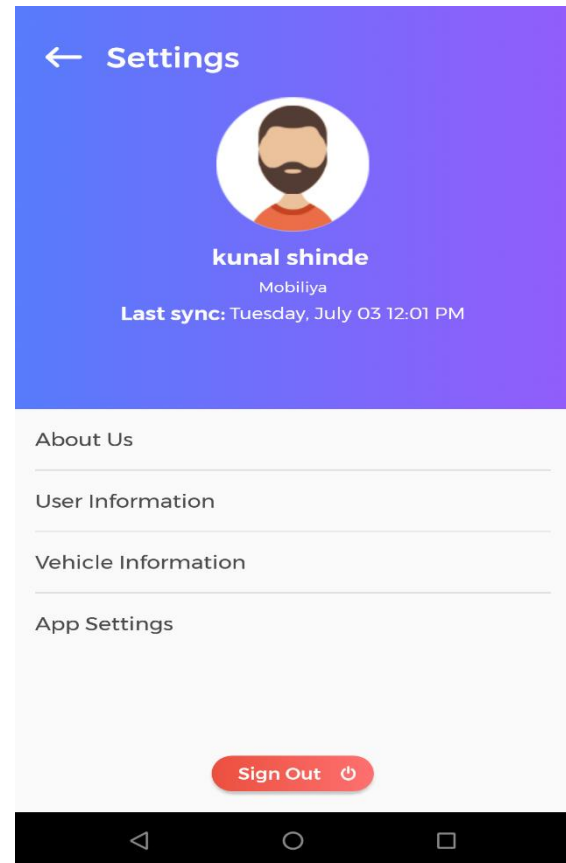 Settings
kunal shinde
Mobiliya
Last sync: Tuesday, July 03 12:01 PM
About Us
User Information
Vehicle Information
App Settings
Sign Out